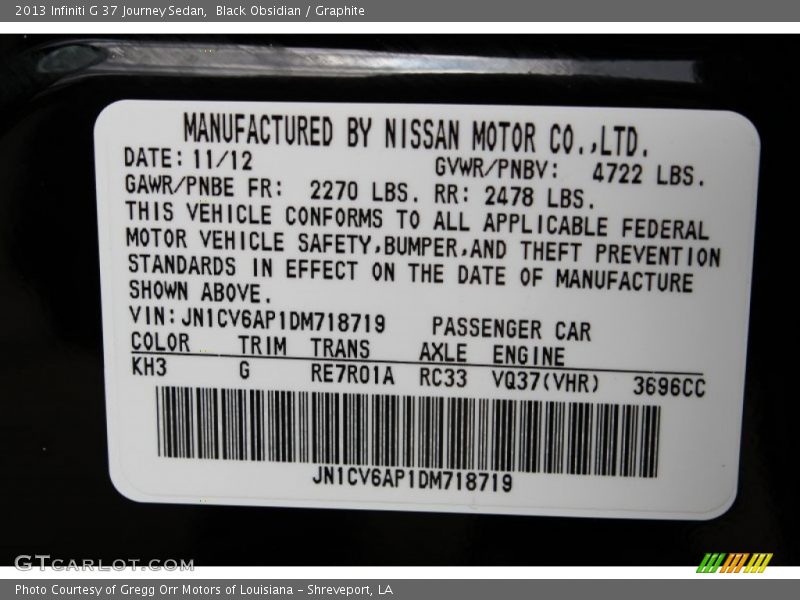 2013 Infiniti G 37 Journey Sedan,  Black Obsidian / Graphite
MANUFACTURED BY NISSAN MOTOR CO.,LTD.
DATE: 11/12 GVWR/PNBV: 4722 LBS.
GAWR/PNBE FR: 2270 LBS. RR: 2478 LBS.
THIS VEHICLE CONFORMS TO ALL APPLICABLE FEDERAL
MOTOR VEHICLE SAFETY,BUMPER,AND THEFT PREVENTION
STANDARDS IN EFFECT ON THE DATE OF MANUFACTURE
SHOWN ABOVE.
VIN:JN1CV6AP1DM718719 PASSENGER CAR
COLOR TRIM TRANS AXLE ENGINE
KH3 G RE7R01A RC33 VQ37(VHR) 3696CC
JN1CV6AP1DM718719
GTCARLOT.COM
Photo Courtesy of Gregg Orr Motors of Louisiana - Shreveport, LA